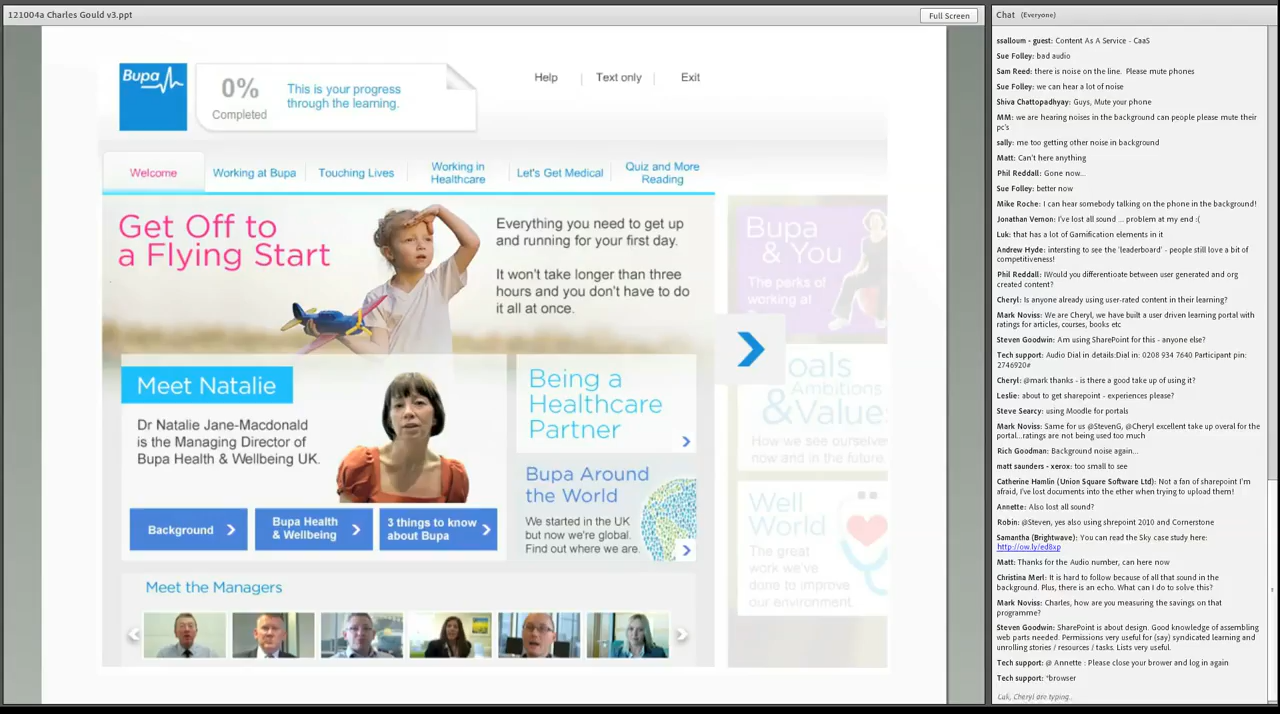 121004a Charles Gould v3.ppt
Full Screen
Bupa
0%
Completed
This is your progress
through the learning.
Help
Text only
Exit
Welcome
Working at Bupa
Touching Lives
Working in
Healthcare
Let's Get Medical
Quiz and More
Reading
Get Off to
a Flying Start
Everything you need to get up
and running for your first day.
It won't take longer than three
hours and you don't have to do
it all at once.
Bupa
& You
The perks of
working at
Meet Natalie
Dr Natalie Jane-Macdonald
is the Managing Director of
Bupa Health & Wellbeing UK.
Background
Bupa Health
& Wellbeing
3 things to know
about Bupa
Being a
Healthcare
Partner
Bupa Around
the World
We started in the UK
but now we're global.
Find out where we are.
oals
Ambitions
& Value
How we see ourselve
now and in the future
Well
World
The great
work we've
done to improve
our environment
Meet the Managers
Chat (Everyone)
ssalloum - guest: Content As A Service - CaaS
Sue Folley: bad audio
Sam Reed: there is noise on the line. Please mute phones
Sue Folley: we can hear a lot of noise
Shiva Chattopadhyay: Guys, Mute your phone
MM: we are hearing noises in the background can people please mute their
pc's
sally: me too getting other noise in background
Matt: Can't here anything
Phil Reddall: Gone now...
Sue Folley: better now
Mike Roche: I can hear somebody talking on the phone in the background!
Jonathan Vernon: I've lost all sound ... problem at my end :(
Luk: that has a lot of Gamification elements in it
Andrew Hyde: intersting to see the 'leaderboard' - people still love a bit of
competitiveness!
Phil Reddall: IWould you differentioate between user generated and org
created content?
Cheryl: Is anyone already using user-rated content in their learning?
Mark Noviss: We are Cheryl, we have built a user driven learning portal with
ratings for articles, courses, books etc
Steven Goodwin: Am using SharePoint for this - anyone else?
Tech support: Audio Dial in details:Dial in: 0208 934 7640 Participant pin:
2746920#
Cheryl: @mark thanks - is there a good take up of using it?
Leslie: about to get sharepoint - experiences please?
Steve Searcy: using Moodle for portals
Mark Noviss: Same for us @StevenG, @Cheryl excellent take up overal for the
portal...ratings are not being used too much
Rich Goodman: Background noise again...
matt saunders - xerox: too small to see
Catherine Hamlin (Union Square Software Ltd): Not a fan of sharepoint I'm
afraid, I've lost documents into the ether when trying to upload them!
Annette: Also lost all sound?
Robin: @Steven, yes also using shrepoint 2010 and Cornerstone
Samantha (Brightwave): You can read the Sky case study here:
http://ow.ly/ed8xp
Matt: Thanks for the Audio number, can here now
Christina Merl: It is hard to follow because of all that sound in the
background. Plus, there is an echo. What can I do to solve this?
Mark Noviss: Charles, how are you measuring the savings on that
programme?
Steven Goodwin: SharePoint is about design. Good knowledge of assembling
web parts needed. Permissions very useful for (say) syndicated learning and
unrolling stories / resources / tasks. Lists very useful.
Tech support: @ Annette : Please close your brower and log in again
Tech support: *browser
Luk, Cheryl are typing..